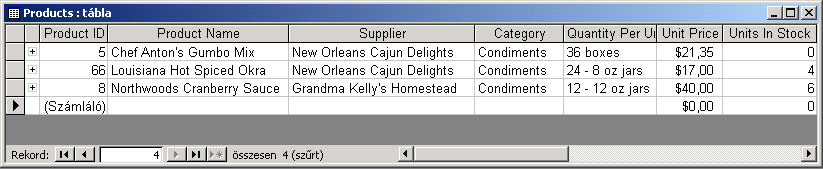 Products : tábla
Product ID Product Name Supplier Category Quantity Per Ur Unit Price Units In Stock
5 Chef Anton's Gumbo Mix New Orleans Cajun Delights Condiments 36 boxes $21,35 0
66 Louisiana Hot Spiced Okra New Orleans Cajun Delights Condiments 24 - 8 oz jars $17,00 4
8 Northwoods Cranberry Sauce Grandma Kelly's Homestead Condiments 12 - 12 oz jars $40,00 6
(Számláló) $0,00 0
Rekord: 4 összesen 4 (szűrt)